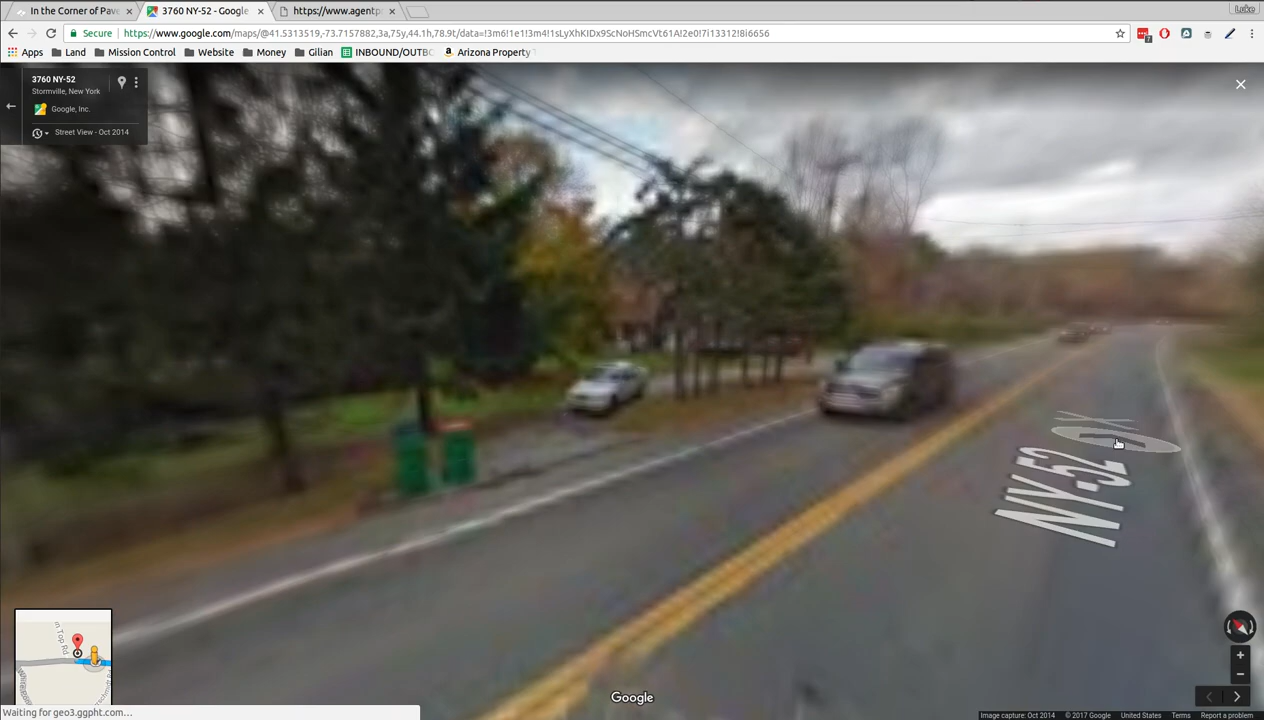 In the Corner of Pave
3760 NY-52 - Google
https://www.agentp
Luke
Secure
https://www.google.com/maps/@41.5313519,-73.7157882,3a,75y,44.1h,78.9t/data=!3m6!1e1!3m4!1sLyXhKIDx9ScNoHSmcVt61A!2e0!7i13312!8i6656
Apps
Land
Mission Control
Website
Money
Gilian
INBOUND/OUTBO
Arizona Property
3760 NY-52
Stormville, New York
Google, Inc.
Street View - Oct 2014
NY-52
Google
Waiting for geo3.ggpht.com...
Image capture: Oct 2014
© 2017 Google
United States
Terms
Report a problem